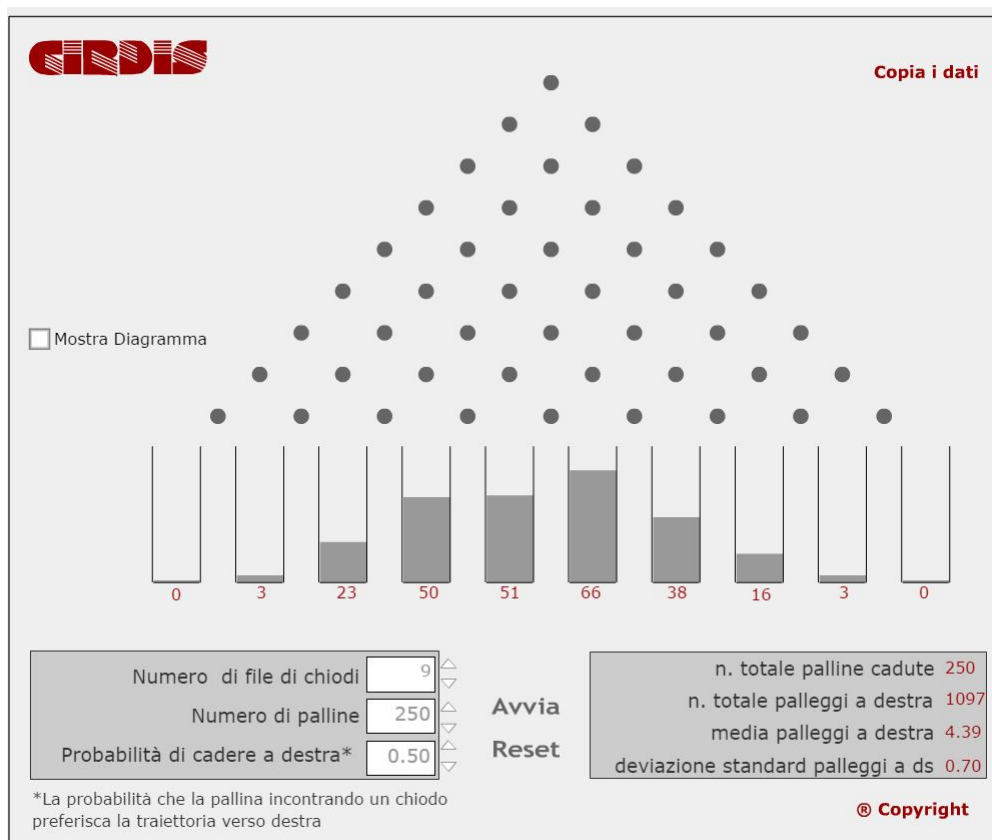 GIRDIS
Copia i dati
Mostra Diagramma
0 3 23 50 51 66 38 16 3 0
Numero di file di chiodi 9
Numero di palline 250
Probabilità di cadere a destra* 0.50
Avvia
Reset
n. totale palline cadute 250
n. totale palleggi a destra 1097
media palleggi a destra 4.39
deviazione standard palleggi a ds 0.70
*La probabilità che la pallina incontrando un chiodo
preferisca la traiettoria verso destra
® Copyright